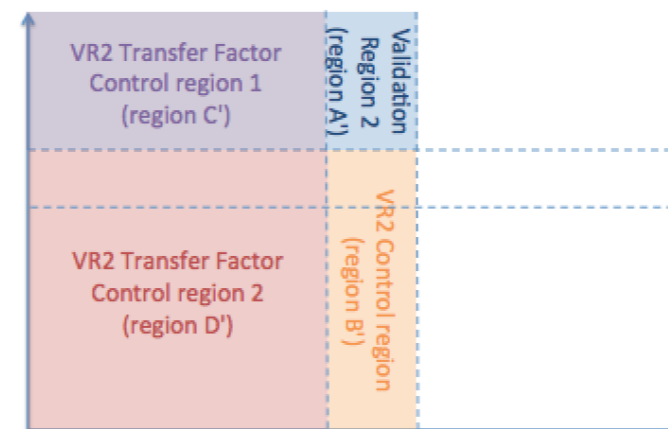 VR2 Transfer Factor
Control region 1
(region C')
Validation
Region 2
(region A')
VR2 Transfer Factor
Control region 2
(region D')
VR2 Control region
(region B')